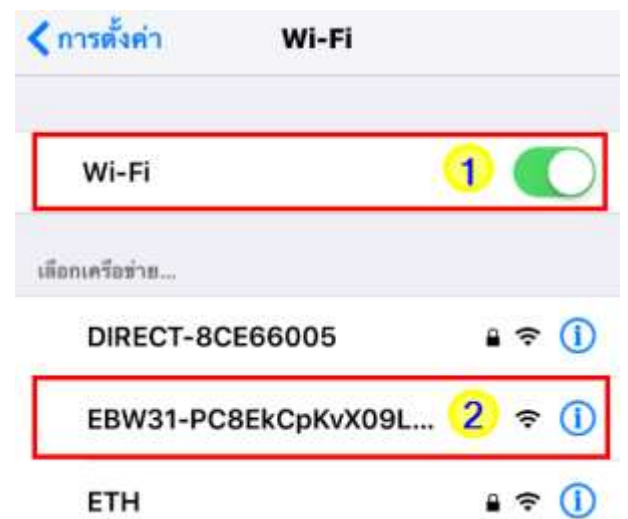 การตั้งค่า Wi-Fi
Wi-Fi 1
เลือกเครือข่าย...
DIRECT-8CE66005
EBW31-PC8EkCpKvX09L... 2
ETH